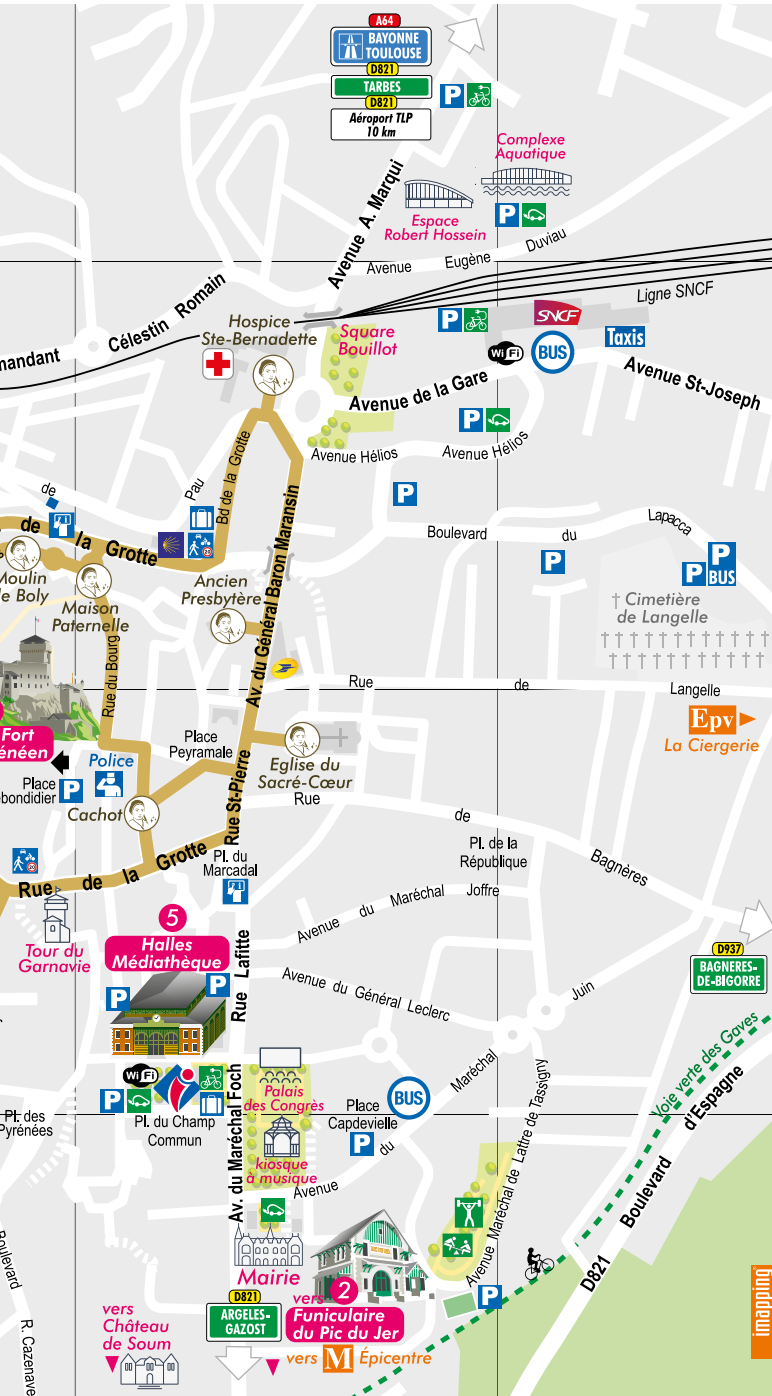 A64
BAYONNE
TOULOUSE
D821
TARBES
D821
Aéroport TLP
10 km
P
Complexe
Aquatique
Avenue A. Marqui
Espace
Robert Hossein
P
Avenue Eugène Duviau
Ligne SNCF
Célestin Romain
mandant
Hospice
Ste-Bernadette
Square
Bouillot
P
SNCF
Taxis
WiFi
BUS
Avenue de la Gare
Avenue St-Joseph
P
Avenue Hélios
Avenue Hélios
de
Pau
Bd de la Grotte
P
de la Grotte
30
Av. du Général Baron Maransin
Boulevard du Lapacca
P
P
P
BUS
Moulin
de Boly
Maison
Paternelle
Ancien
Presbytère
† Cimetière
de Langelle
Rue du Bourg
Rue de Langelle
Fort
Epv
La Ciergerie
Place
Peyramale
Police
Place
P
Eglise du
Sacré-Cœur
Cachot
Rue St-Pierre
Rue de Bagnères
Pl. de la
République
30
Rue de la Grotte
Pl. du
Marcadal
Avenue du Maréchal Joffre
5
Halles
Médiathèque
Tour du
Garnavie
P
P
Rue Lafitte
Avenue du Général Leclerc
D937
BAGNERES-
DE-BIGORRE
Juin
WiFi
P
Pl. du Champ
Commun
Pl. des
Pyrénées
Av. du Maréchal Foch
Palais
des Congrès
Place
Capdevielle
P
BUS
Maréchal
du
Avenue
kiosque
à musique
Avenue Maréchal de Lattre de Tassigny
Voie verte des Gaves
Boulevard d'Espagne
D821
Mairie
D821
ARGELES-
GAZOST
vers 2
Funiculaire
du Pic du Jer
P
vers M Épicentre
vers
Château
de Soum
Boulevard
R. Cazenave
imapping